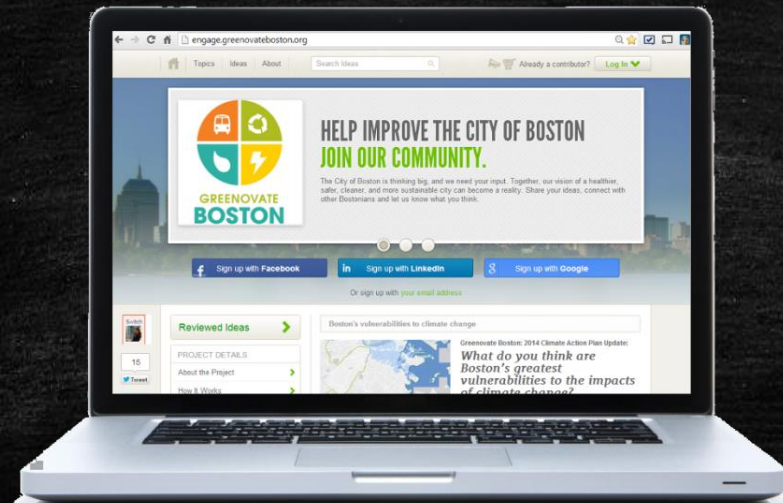 engage.greenovateboston.org
Topics Ideas About Search Ideas Already a contributor? Log In
HELP IMPROVE THE CITY OF BOSTON
JOIN OUR COMMUNITY.
The City of Boston is thinking big, and we need your input. Together, our vision of a healthier,
safer, cleaner, and more sustainable city can become a reality. Share your ideas, connect with
other Bostonians and let us know what you think.
GREENOVATE
BOSTON
f Sign up with Facebook
in Sign up with LinkedIn
g Sign up with Google
Or sign up with your email address
Switch
16
Tweet
Reviewed Ideas
PROJECT DETAILS
About the Project
How It Works
Boston's vulnerabilities to climate change
Greenovate Boston: 2014 Climate Action Plan Update:
What do you think are
Boston's greatest
vulnerabilities to the impacts
of climate change?